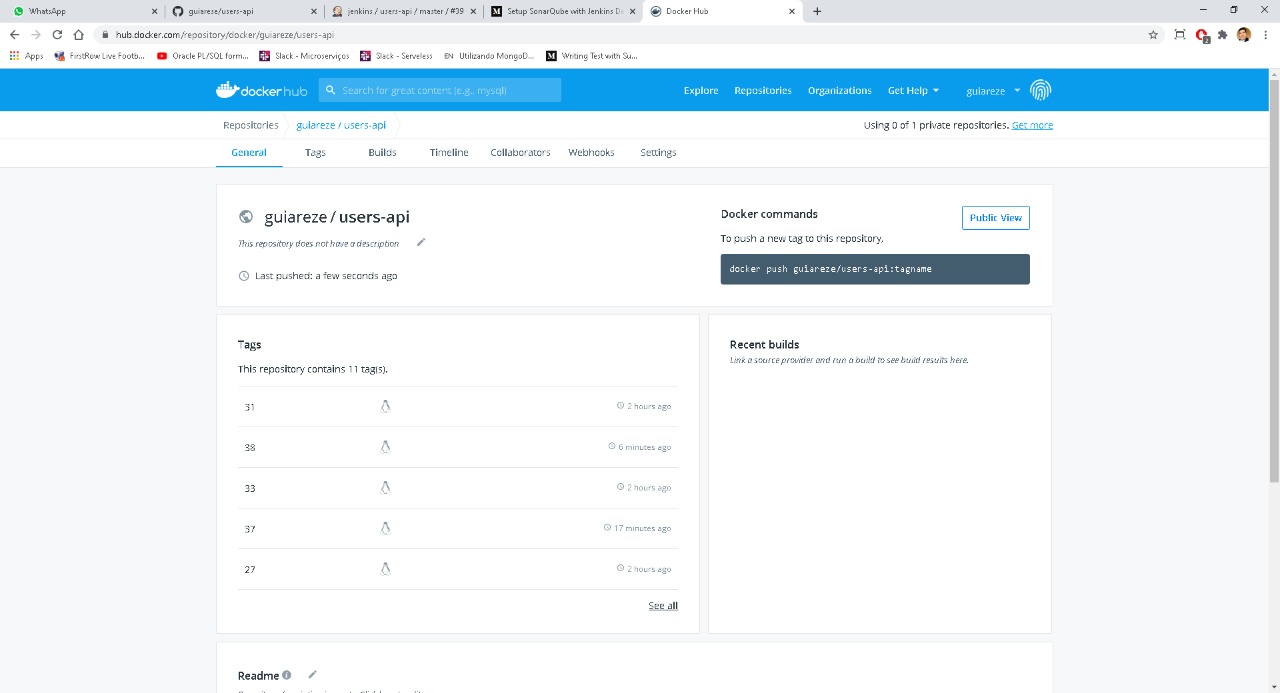 WhatsApp
guiareze/users-api
jenkins / users-api / master / #39
Setup SonarQube with Jenkins De
Docker Hub
hub.docker.com/repository/docker/guiareze/users-api
2
Apps
FirstRow Live Footb...
Oracle PL/SQL form...
Slack - Microserviços
Slack - Serveless
EN Utilizando MongoD...
Writing Test with Su...
dockerhub
Search for great content (e.g., mysql)
Explore
Repositories
Organizations
Get Help
guiareze
Repositories
guiareze / users-api
Using 0 of 1 private repositories. Get more
General
Tags
Builds
Timeline
Collaborators
Webhooks
Settings
guiareze / users-api
This repository does not have a description
Last pushed: a few seconds ago
Docker commands
Public View
To push a new tag to this repository,
docker push guiareze/users-api:tagname
Tags
This repository contains 11 tag(s).
31 2 hours ago
38 6 minutes ago
33 2 hours ago
37 17 minutes ago
27 2 hours ago
See all
Recent builds
Link a source provider and run a build to see build results here.
Readme